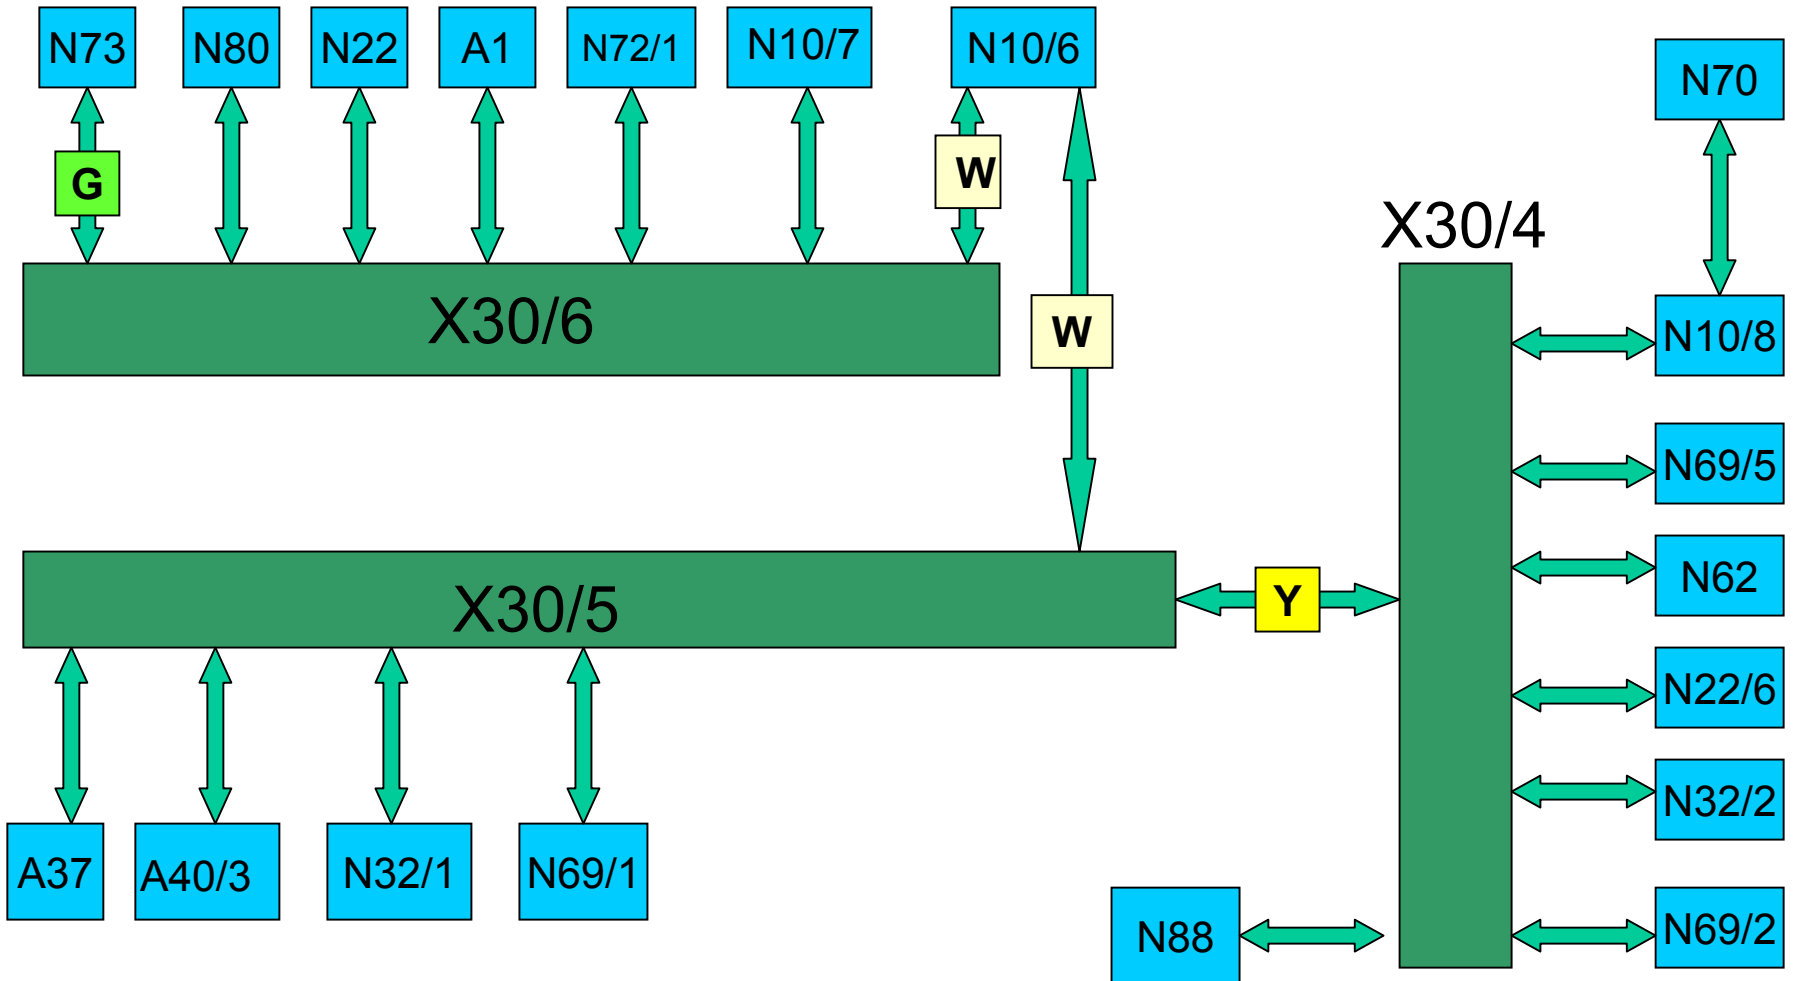 N73
N80
N22
A1
N72/1
N10/7
N10/6
N70
G
W
X30/4
X30/6
W
N10/8
N69/5
X30/5
Y
N62
N22/6
N32/2
A37
A40/3
N32/1
N69/1
N88
N69/2